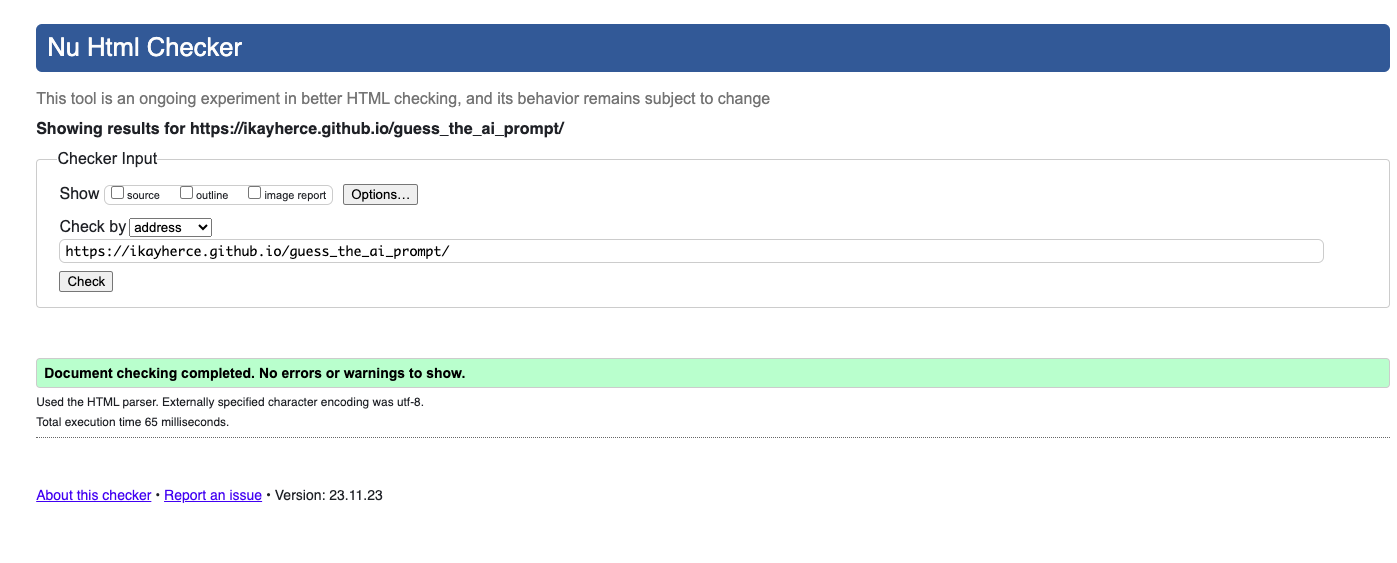 Nu Html Checker
This tool is an ongoing experiment in better HTML checking, and its behavior remains subject to change
Showing results for https://ikayherce.github.io/guess_the_ai_prompt/
Checker Input
Show source outline image report Options...
Check by address
https://ikayherce.github.io/guess_the_ai_prompt/
Check
Document checking completed. No errors or warnings to show.
Used the HTML parser. Externally specified character encoding was utf-8.
Total execution time 65 milliseconds.
About this checker • Report an issue • Version: 23.11.23